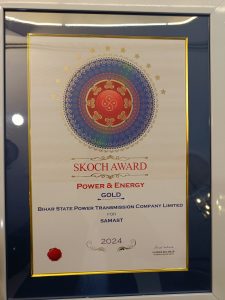 SKOCH AWARD
POWER & ENERGY
GOLD
BIHAR STATE POWER TRANSMISSION COMPANY LIMITED
FOR
SAMAST
2024